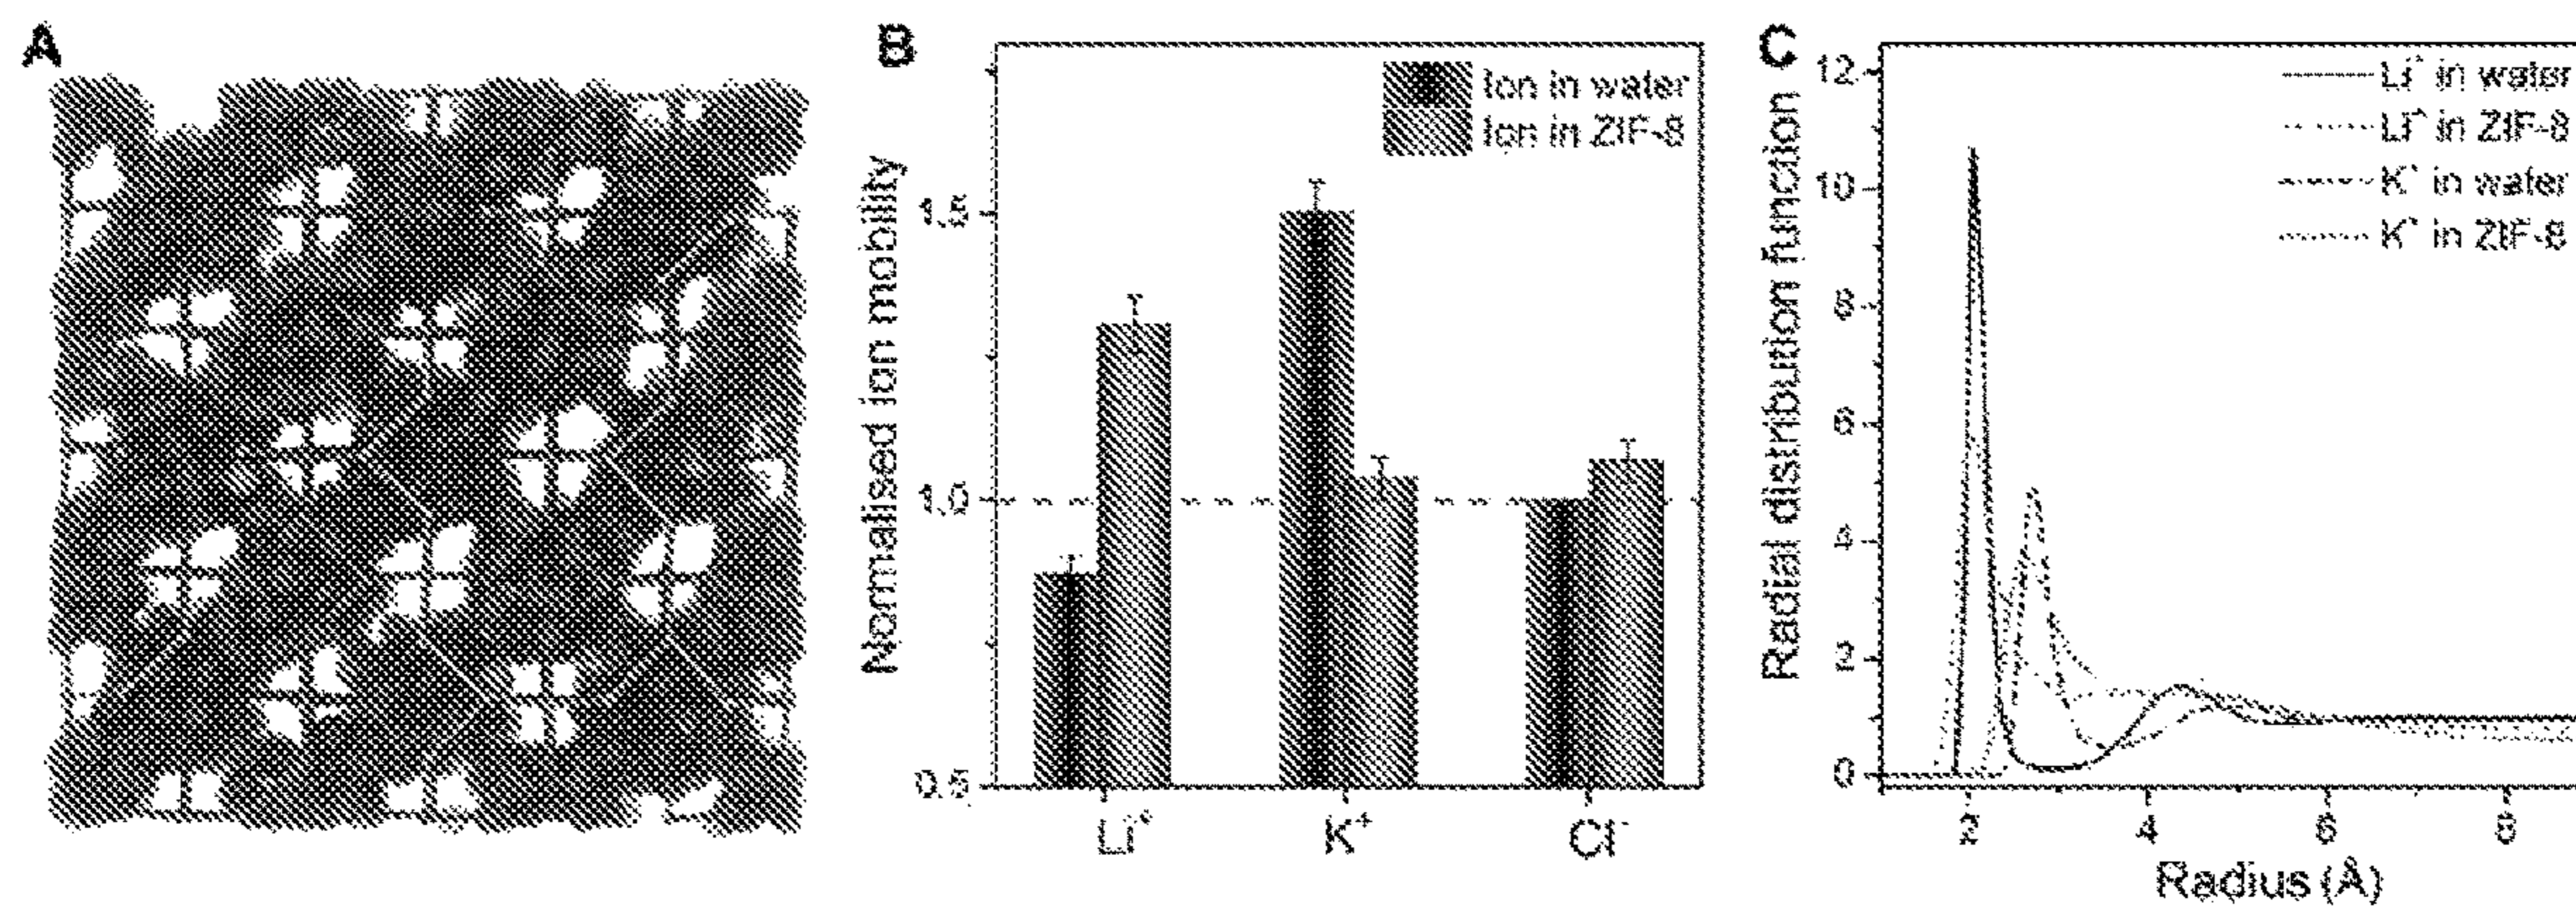 A
B
Normalised ion mobility
1.5
1.0
0.5
Ion in water
Ion in ZIF-8
Li⁺
K⁺
Cl⁻
C
Radial distribution function
12
10
8
6
4
2
0
Li⁺ in water
Li⁺ in ZIF-8
K⁺ in water
K⁺ in ZIF-8
2
4
6
8
Radius (Å)